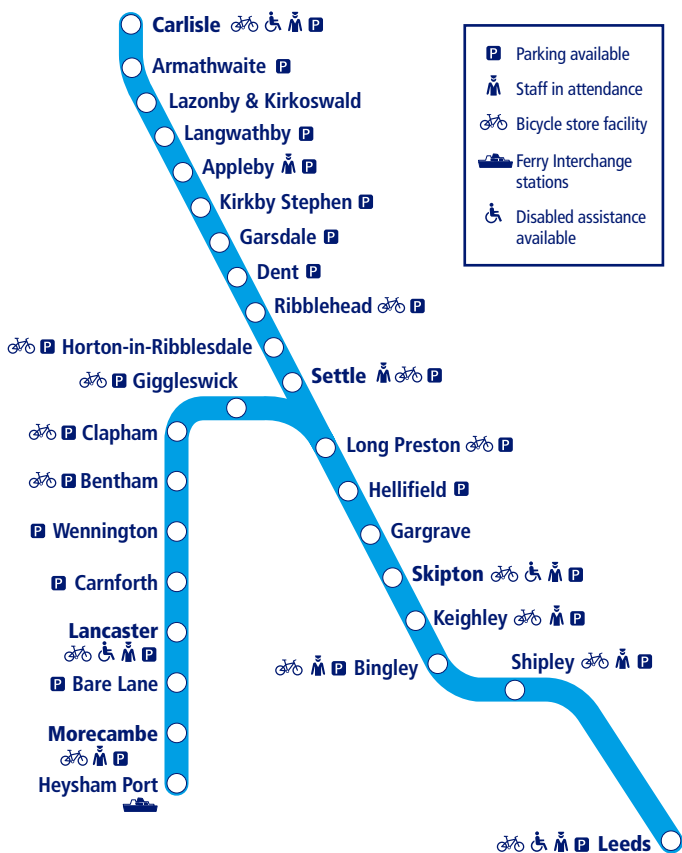 Carlisle P
Armathwaite P
Lazonby & Kirkoswald
Langwathby P
Appleby P
Kirkby Stephen P
Garsdale P
Dent P
Ribblehead P
P Horton-in-Ribblesdale
P Giggleswick
Settle P
P Clapham
Long Preston P
P Bentham
Hellifield P
P Wennington
Gargrave
P Carnforth
Skipton P
Keighley P
Lancaster
P
P Bingley
Shipley P
P Bare Lane
Morecambe
P
Heysham Port
P Leeds
P Parking available
Staff in attendance
Bicycle store facility
Ferry Interchange
stations
Disabled assistance
available